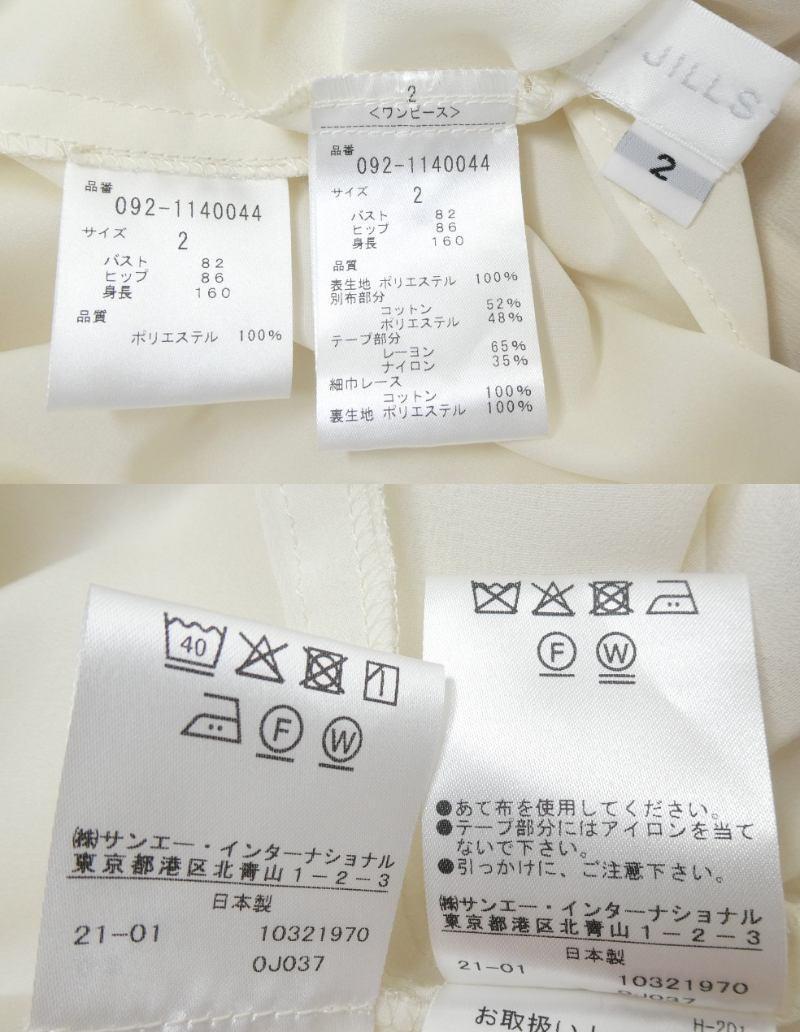 JILLS
2
品番
092-1140044
サイズ
2
バスト 82
ヒップ 86
身長 160
品質
ポリエステル 100%
2
<ワンピース>
品番
092-1140044
サイズ 2
バスト 82
ヒップ 86
身長 160
品質
表生地 ポリエステル 100%
別布部分
コットン 52%
ポリエステル 48%
テープ部分
レーヨン 65%
ナイロン 35%
細巾レース
コットン 100%
裏生地 ポリエステル 100%
40
F W
㈱サンエー・インターナショナル
東京都港区北青山1-2-3
日本製
21-01 10321970
0J037
F W
●あて布を使用してください。
●テープ部分にはアイロンを当て
ないで下さい。
●引っかけに、ご注意下さい。
㈱サンエー・インターナショナル
東京都港区北青山1-2-3
日本製
21-01 10321970
0J037
お取扱い